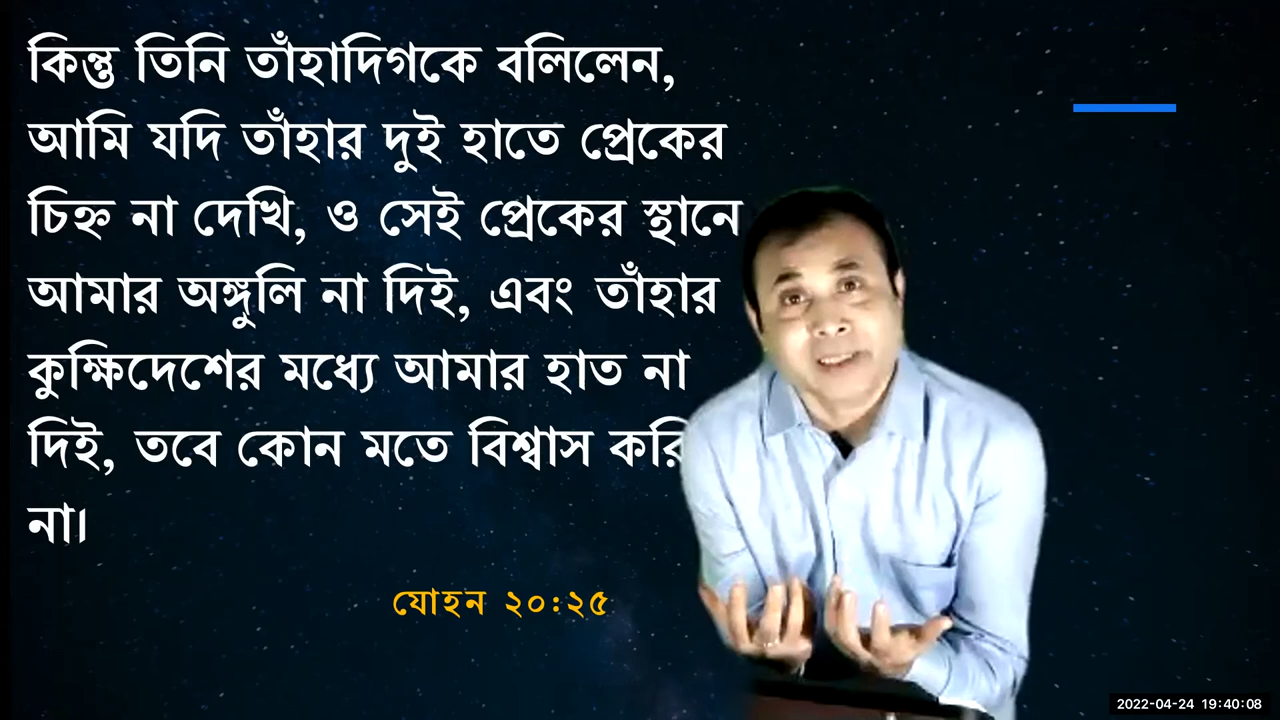 কিন্তু তিনি তাঁহাদিগকে বলিলেন,
আমি যদি তাঁহার দুই হাতে প্রেকের
চিহ্ন না দেখি, ও সেই প্রেকের স্থানে
আমার অঙ্গুলি না দিই, এবং তাঁহার
কুক্ষিদেশের মধ্যে আমার হাত না
দিই, তবে কোন মতে বিশ্বাস করি
না।
যোহন ২০:২৫
2022-04-24 19:40:08